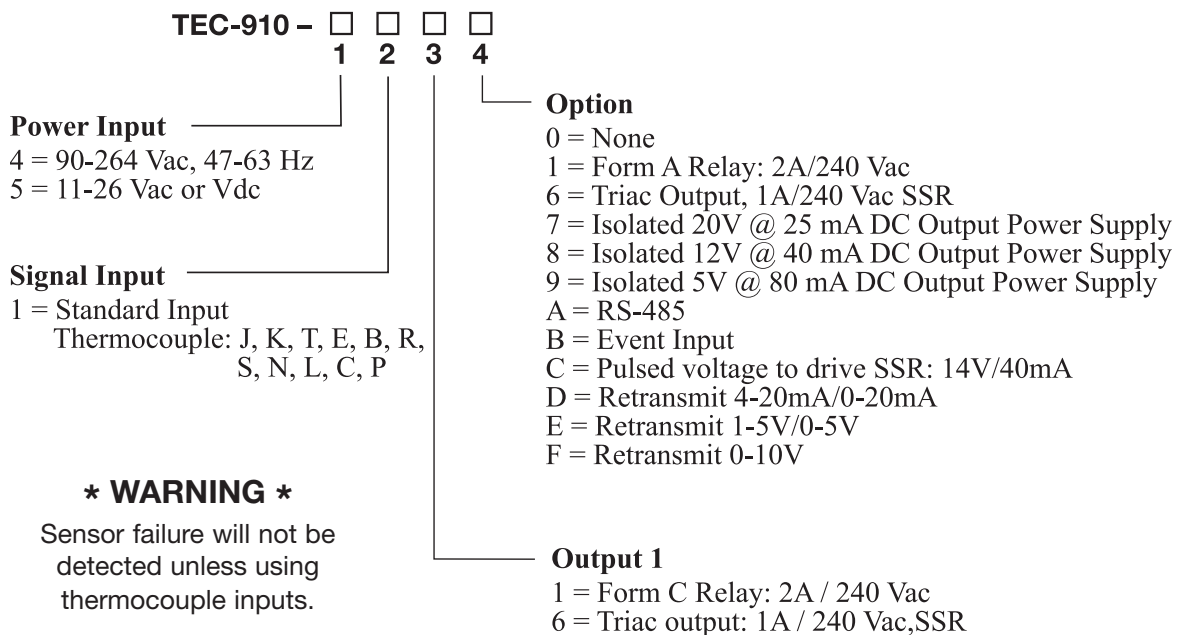 TEC-910 – □ □ □ □
1 2 3 4
Power Input
4 = 90-264 Vac, 47-63 Hz
5 = 11-26 Vac or Vdc
Signal Input
1 = Standard Input
Thermocouple: J, K, T, E, B, R,
S, N, L, C, P
* WARNING *
Sensor failure will not be
detected unless using
thermocouple inputs.
Option
0 = None
1 = Form A Relay: 2A/240 Vac
6 = Triac Output, 1A/240 Vac SSR
7 = Isolated 20V @ 25 mA DC Output Power Supply
8 = Isolated 12V @ 40 mA DC Output Power Supply
9 = Isolated 5V @ 80 mA DC Output Power Supply
A = RS-485
B = Event Input
C = Pulsed voltage to drive SSR: 14V/40mA
D = Retransmit 4-20mA/0-20mA
E = Retransmit 1-5V/0-5V
F = Retransmit 0-10V
Output 1
1 = Form C Relay: 2A / 240 Vac
6 = Triac output: 1A / 240 Vac,SSR